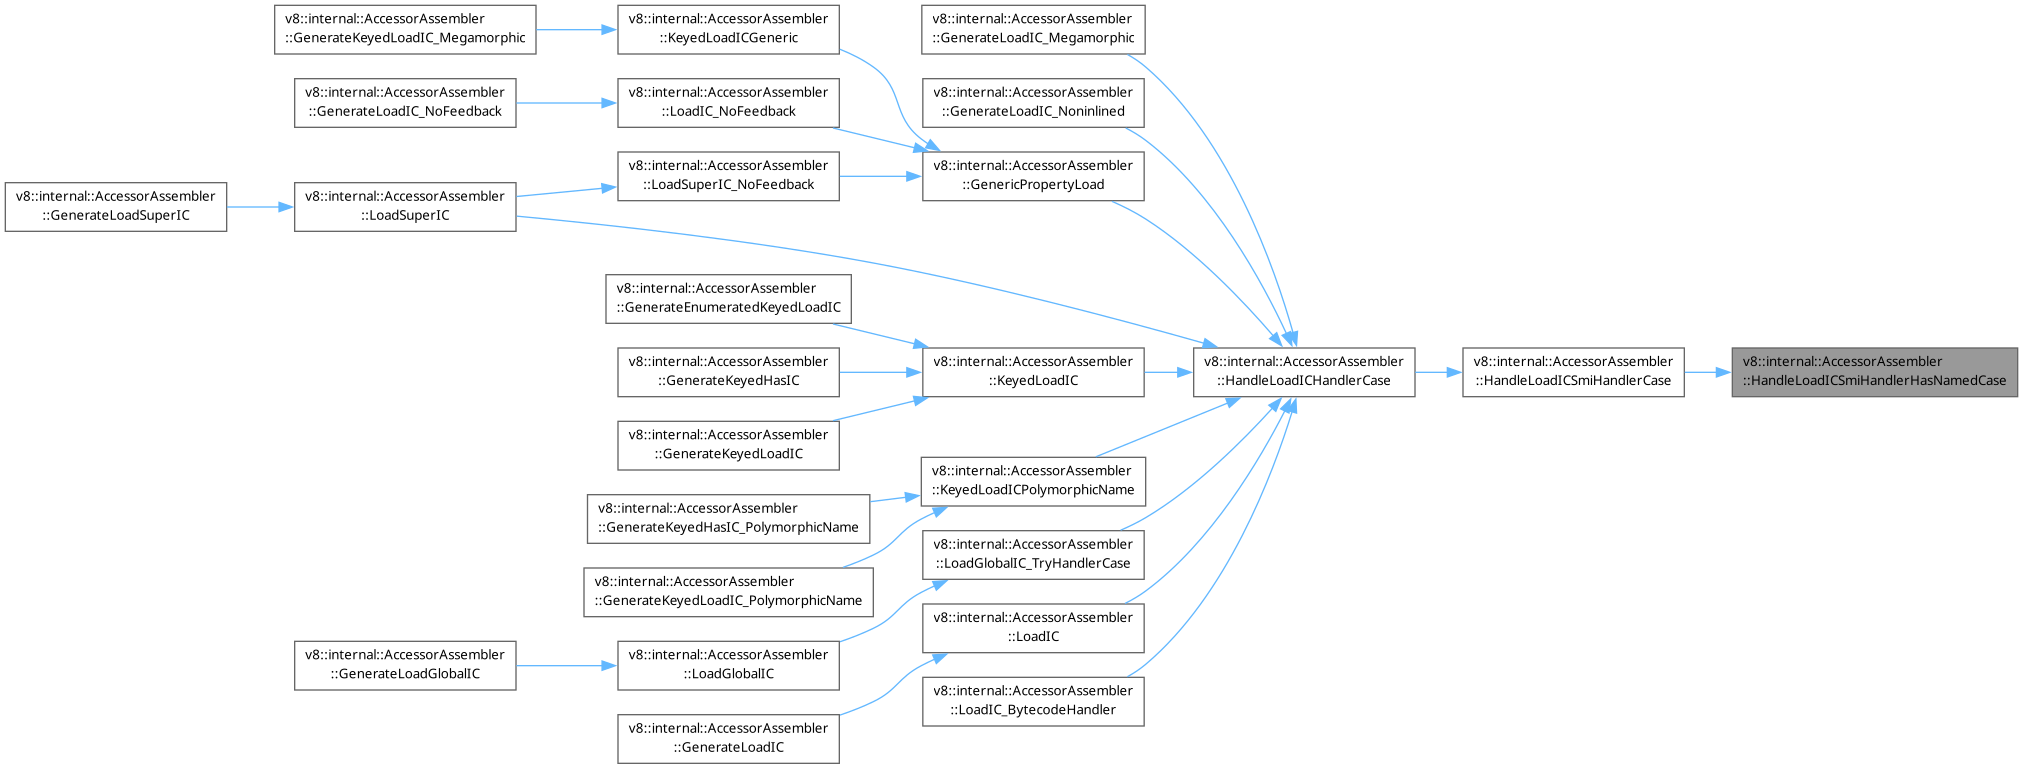 v8::internal::AccessorAssembler
::GenerateKeyedLoadIC_Megamorphic
v8::internal::AccessorAssembler
::KeyedLoadICGeneric
v8::internal::AccessorAssembler
::GenerateLoadIC_Megamorphic
v8::internal::AccessorAssembler
::GenerateLoadIC_NoFeedback
v8::internal::AccessorAssembler
::LoadIC_NoFeedback
v8::internal::AccessorAssembler
::GenerateLoadIC_Noninlined
v8::internal::AccessorAssembler
::GenerateLoadSuperIC
v8::internal::AccessorAssembler
::LoadSuperIC
v8::internal::AccessorAssembler
::LoadSuperIC_NoFeedback
v8::internal::AccessorAssembler
::GenericPropertyLoad
v8::internal::AccessorAssembler
::GenerateEnumeratedKeyedLoadIC
v8::internal::AccessorAssembler
::GenerateKeyedHasIC
v8::internal::AccessorAssembler
::KeyedLoadIC
v8::internal::AccessorAssembler
::HandleLoadICHandlerCase
v8::internal::AccessorAssembler
::HandleLoadICSmiHandlerCase
v8::internal::AccessorAssembler
::HandleLoadICSmiHandlerHasNamedCase
v8::internal::AccessorAssembler
::GenerateKeyedLoadIC
v8::internal::AccessorAssembler
::KeyedLoadICPolymorphicName
v8::internal::AccessorAssembler
::GenerateKeyedHasIC_PolymorphicName
v8::internal::AccessorAssembler
::LoadGlobalIC_TryHandlerCase
v8::internal::AccessorAssembler
::GenerateKeyedLoadIC_PolymorphicName
v8::internal::AccessorAssembler
::LoadIC
v8::internal::AccessorAssembler
::GenerateLoadGlobalIC
v8::internal::AccessorAssembler
::LoadGlobalIC
v8::internal::AccessorAssembler
::LoadIC_BytecodeHandler
v8::internal::AccessorAssembler
::GenerateLoadIC